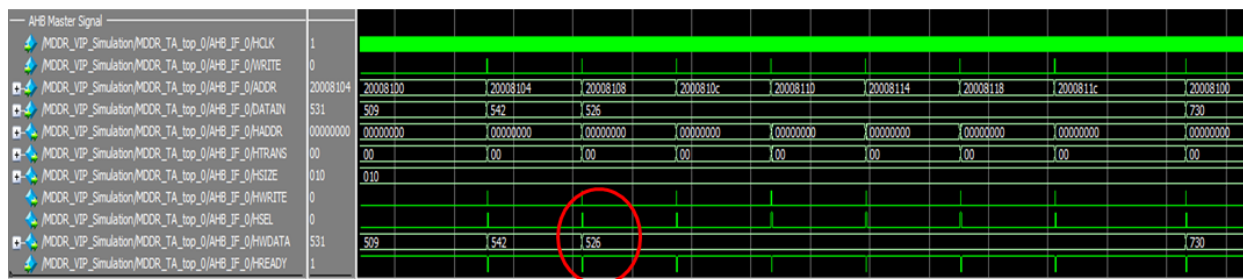 AHB Master Signal
/MDDR_VIP_Simulation/MDDR_TA_top_0/AHB_IF_0/HCLK 1
/MDDR_VIP_Simulation/MDDR_TA_top_0/AHB_IF_0/WRITE 0
/MDDR_VIP_Simulation/MDDR_TA_top_0/AHB_IF_0/ADDR 20008104 20008100 20008104 20008108 2000810c 20008110 20008114 20008118 2000811c 20008100
/MDDR_VIP_Simulation/MDDR_TA_top_0/AHB_IF_0/DATAIN 531 509 542 526 730
/MDDR_VIP_Simulation/MDDR_TA_top_0/AHB_IF_0/HADDR 00000000 00000000 00000000 00000000 00000000 00000000 00000000 00000000 00000000 00000000
/MDDR_VIP_Simulation/MDDR_TA_top_0/AHB_IF_0/HTRANS 00 00 00 00 00 00 00 00 00 00
/MDDR_VIP_Simulation/MDDR_TA_top_0/AHB_IF_0/HSIZE 010 010
/MDDR_VIP_Simulation/MDDR_TA_top_0/AHB_IF_0/HWRITE 0
/MDDR_VIP_Simulation/MDDR_TA_top_0/AHB_IF_0/HSEL 0
/MDDR_VIP_Simulation/MDDR_TA_top_0/AHB_IF_0/HWDATA 531 509 542 526 730
/MDDR_VIP_Simulation/MDDR_TA_top_0/AHB_IF_0/HREADY 1